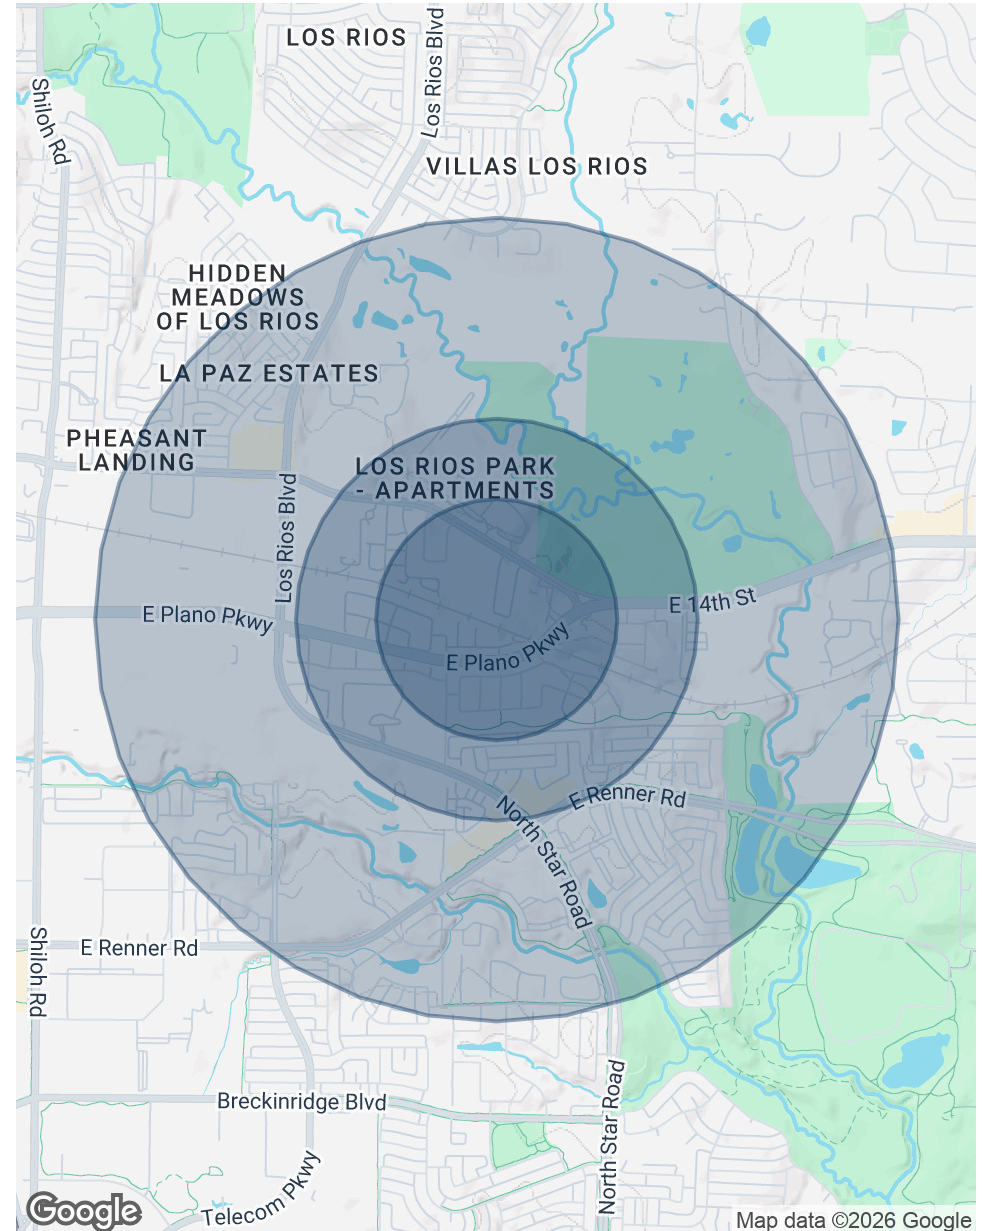 LOS RIOS
Los Rios Blvd
Shiloh Rd
VILLAS LOS RIOS
HIDDEN
MEADOWS
OF LOS RIOS
LA PAZ ESTATES
PHEASANT
LANDING
LOS RIOS PARK
- APARTMENTS
Los Rios Blvd
E 14th St
E Plano Pkwy
E Plano Pkwy
E Renner Rd
North Star Road
E Renner Rd
Shiloh Rd
Breckinridge Blvd
North Star Road
Telecom Pkwy
Google
Map data ©2026 Google